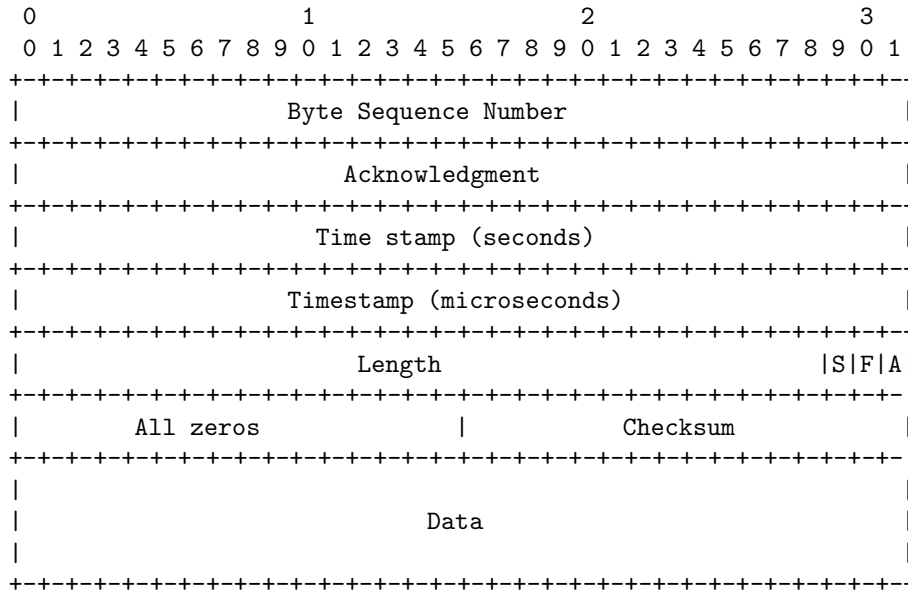 0                   1                   2                   3
0 1 2 3 4 5 6 7 8 9 0 1 2 3 4 5 6 7 8 9 0 1 2 3 4 5 6 7 8 9 0 1
+-+-+-+-+-+-+-+-+-+-+-+-+-+-+-+-+-+-+-+-+-+-+-+-+-+-+-+-+-+-+-+-
|                   Byte Sequence Number                        |
+-+-+-+-+-+-+-+-+-+-+-+-+-+-+-+-+-+-+-+-+-+-+-+-+-+-+-+-+-+-+-+-
|                       Acknowledgment                          |
+-+-+-+-+-+-+-+-+-+-+-+-+-+-+-+-+-+-+-+-+-+-+-+-+-+-+-+-+-+-+-+-
|                     Time stamp (seconds)                      |
+-+-+-+-+-+-+-+-+-+-+-+-+-+-+-+-+-+-+-+-+-+-+-+-+-+-+-+-+-+-+-+-
|                   Timestamp (microseconds)                    |
+-+-+-+-+-+-+-+-+-+-+-+-+-+-+-+-+-+-+-+-+-+-+-+-+-+-+-+-+-+-+-+-
|                        Length                           |S|F|A
+-+-+-+-+-+-+-+-+-+-+-+-+-+-+-+-+-+-+-+-+-+-+-+-+-+-+-+-+-+-+-+-
|        All zeros              |           Checksum            |
+-+-+-+-+-+-+-+-+-+-+-+-+-+-+-+-+-+-+-+-+-+-+-+-+-+-+-+-+-+-+-+-
|                                                               |
|                             Data                              |
|                                                               |
+-+-+-+-+-+-+-+-+-+-+-+-+-+-+-+-+-+-+-+-+-+-+-+-+-+-+-+-+-+-+-+-